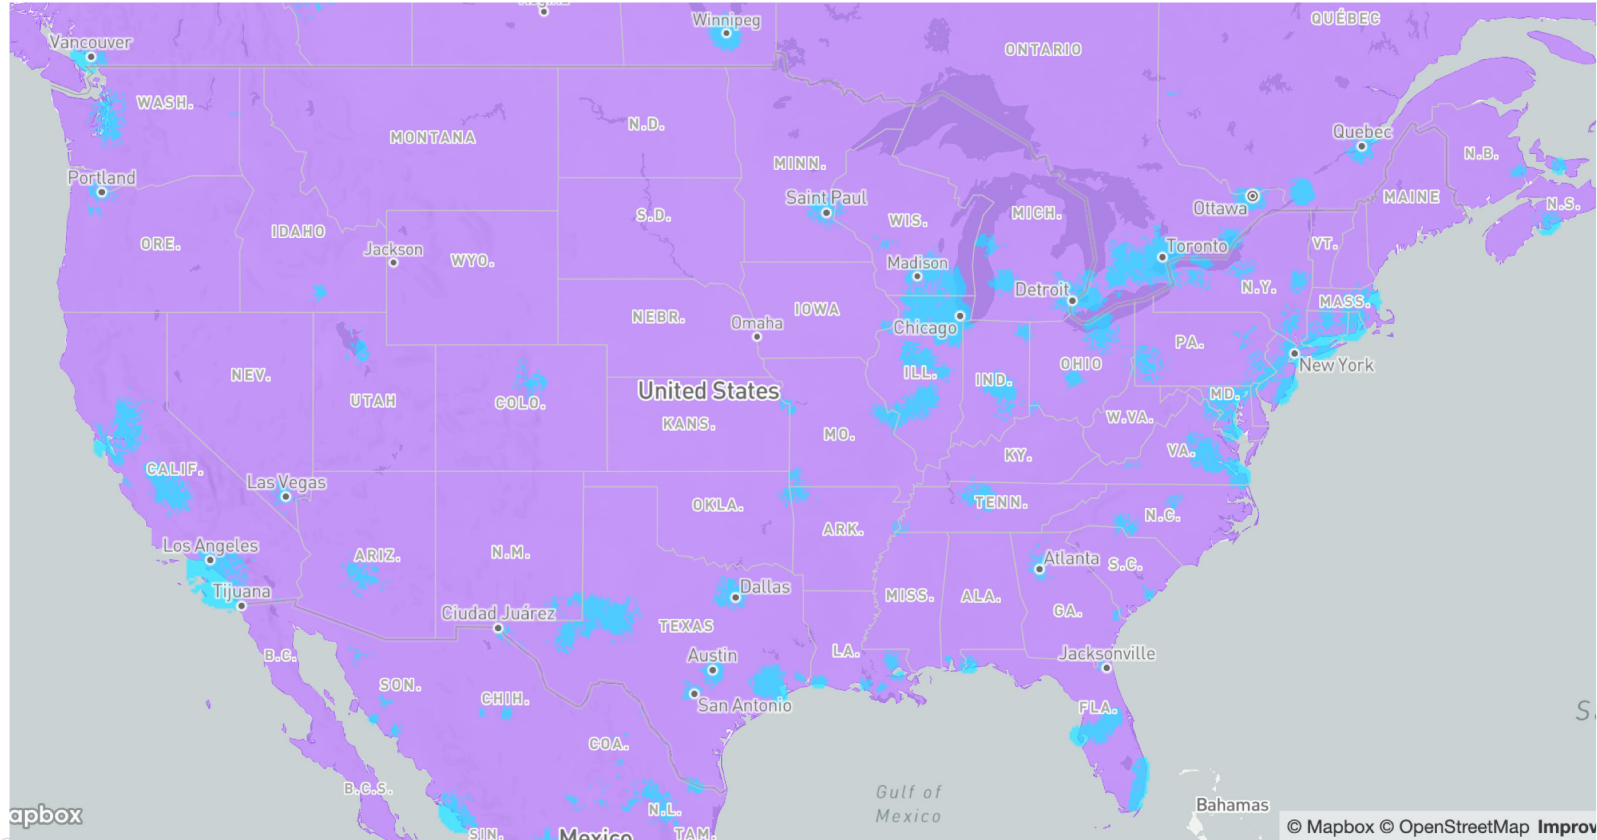 QUÉBEC
Winnipeg
Vancouver
ONTARIO
WASH.
MONTANA
N.D.
Quebec
MINN.
N.B.
Portland
Saint Paul
MAINE
Ottawa
N.S.
S.D.
WIS.
MICH.
IDAHO
ORE.
Jackson
WYO.
VT.
Toronto
Madison
Detroit
N.Y.
MASS.
IOWA
NEBR.
Omaha
Chicago
PA.
New York
NEV.
ILL.
IND.
OHIO
United States
UTAH
COLO.
MD.
KANS.
W.VA.
MO.
VA.
KY.
CALIF.
Las Vegas
OKLA.
TENN.
N.C.
ARK.
Los Angeles
ARIZ.
N.M.
Atlanta
S.C.
Tijuana
Dallas
MISS.
ALA.
GA.
Ciudad Juárez
TEXAS
LA.
Jacksonville
B.C.
Austin
SON.
CHIH.
San Antonio
FLA.
COA.
B.C.S.
Gulf of
Mexico
Bahamas
N.L.
apbox
SIN.
Mexico
TAM.
© Mapbox © OpenStreetMap Improv